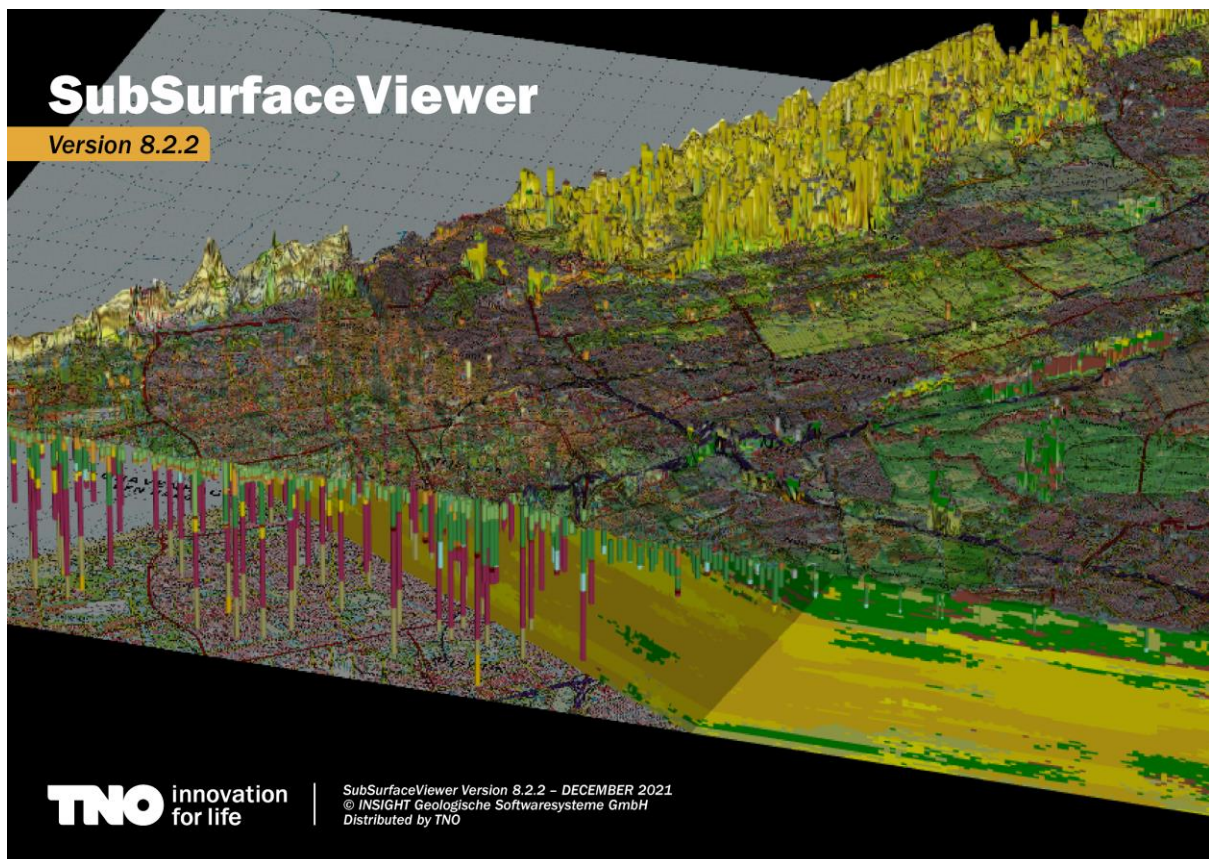 SubSurfaceViewer
Version 8.2.2
TNO innovation
for life
SubSurfaceViewer Version 8.2.2 – DECEMBER 2021
© INSIGHT Geologische Softwaresysteme GmbH
Distributed by TNO